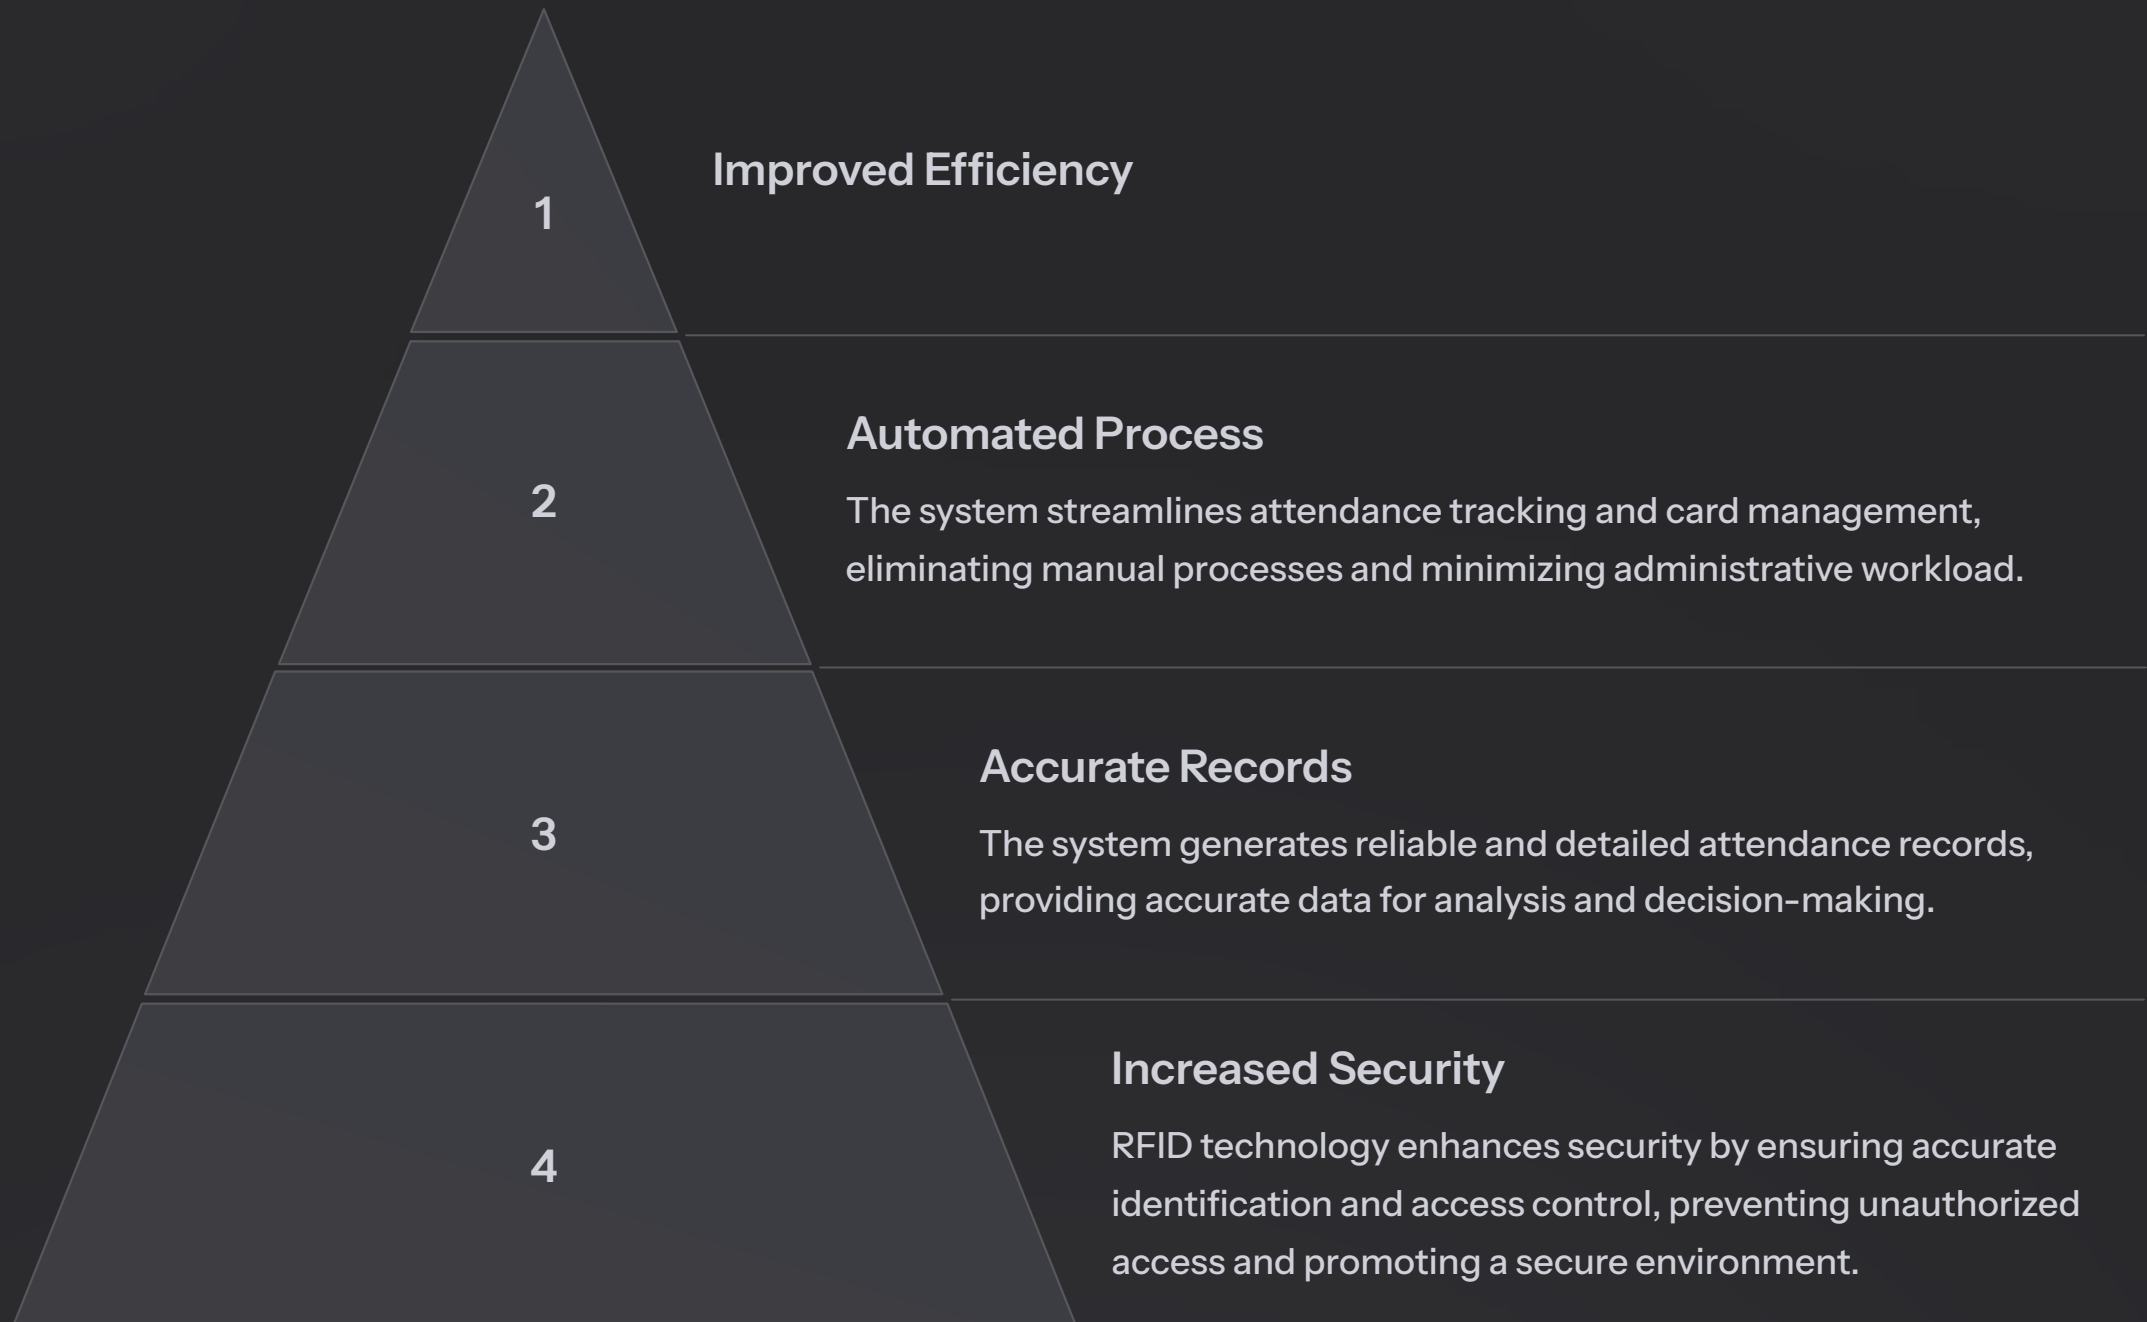 1
Improved Efficiency
2
Automated Process
The system streamlines attendance tracking and card management,
eliminating manual processes and minimizing administrative workload.
3
Accurate Records
The system generates reliable and detailed attendance records,
providing accurate data for analysis and decision-making.
4
Increased Security
RFID technology enhances security by ensuring accurate
identification and access control, preventing unauthorized
access and promoting a secure environment.